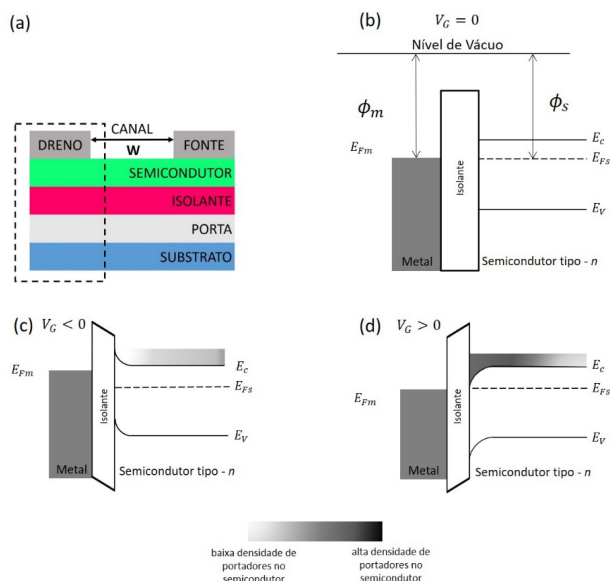 (a)
DRENO
CANAL
W
FONTE
SEMICONDUTOR
ISOLANTE
PORTA
SUBSTRATO
(b)
V_G = 0
Nível de Vácuo
ϕ_m
ϕ_s
E_Fm
E_c
E_Fs
E_V
Isolante
Metal
Semicondutor tipo -n
(c)
V_G < 0
E_Fm
E_c
E_Fs
E_V
Isolante
Metal
Semicondutor tipo - n
(d)
V_G > 0
E_Fm
E_c
E_Fs
E_V
Isolante
Metal
Semicondutor tipo - n
baixa densidade de
portadores no
semicondutor
alta densidade de
portadores no
semicondutor